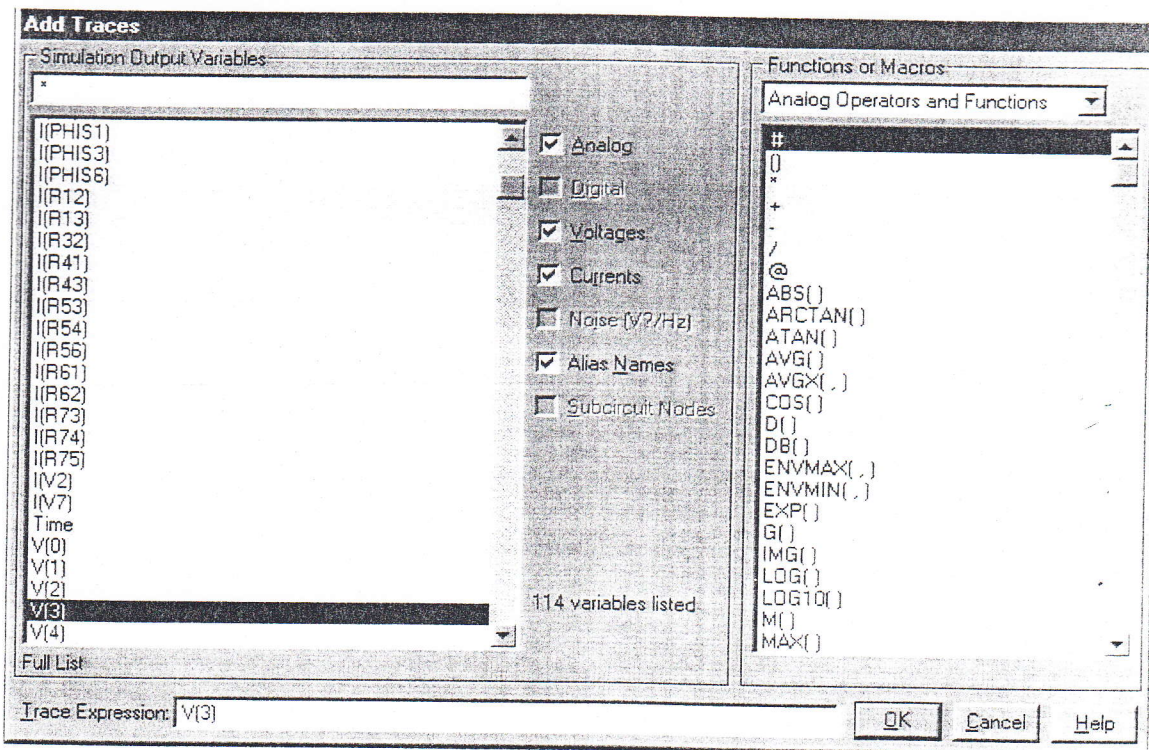 Add Traces
Simulation Output Variables
*
I(PHIS1)
I(PHIS3)
I(PHIS6)
I(R12)
I(R13)
I(R32)
I(R41)
I(R43)
I(R53)
I(R54)
I(R56)
I(R61)
I(R62)
I(R73)
I(R74)
I(R75)
I(V2)
I(V7)
Time
V(0)
V(1)
V(2)
V(3)
V(4)
Full List
Analog
Digital
Voltages
Currents
Noise (V?/Hz)
Alias Names
Subcircuit Nodes
114 variables listed
Functions or Macros
Analog Operators and Functions
#
()
*
+
-
/
@
ABS()
ARCTAN()
ATAN()
AVG()
AVGX(,)
COS()
D()
DB()
ENVMAX(,)
ENVMIN(,)
EXP()
G()
IMG()
LOG()
LOG10()
M()
MAX()
Trace Expression: V(3)
OK Cancel Help